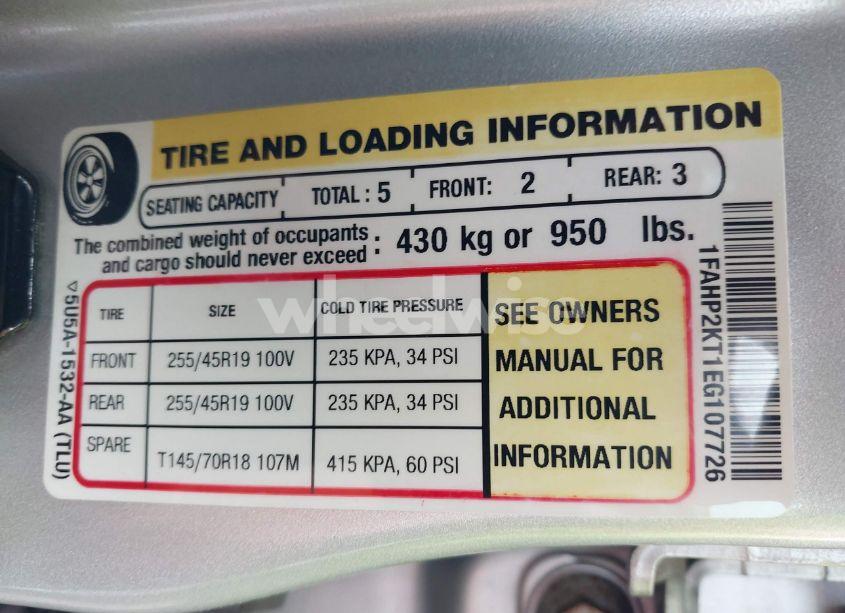 TIRE AND LOADING INFORMATION
SEATING CAPACITY TOTAL : 5 FRONT: 2 REAR: 3
The combined weight of occupants
and cargo should never exceed : 430 kg or 950 lbs.
TIRE SIZE COLD TIRE PRESSURE
FRONT 255/45R19 100V 235 KPA, 34 PSI
REAR 255/45R19 100V 235 KPA, 34 PSI
SPARE T145/70R18 107M 415 KPA, 60 PSI
SEE OWNERS
MANUAL FOR
ADDITIONAL
INFORMATION
▽5U5A-1532-AA (TLU)
1FAHP2KT1EG107726
wheelwise